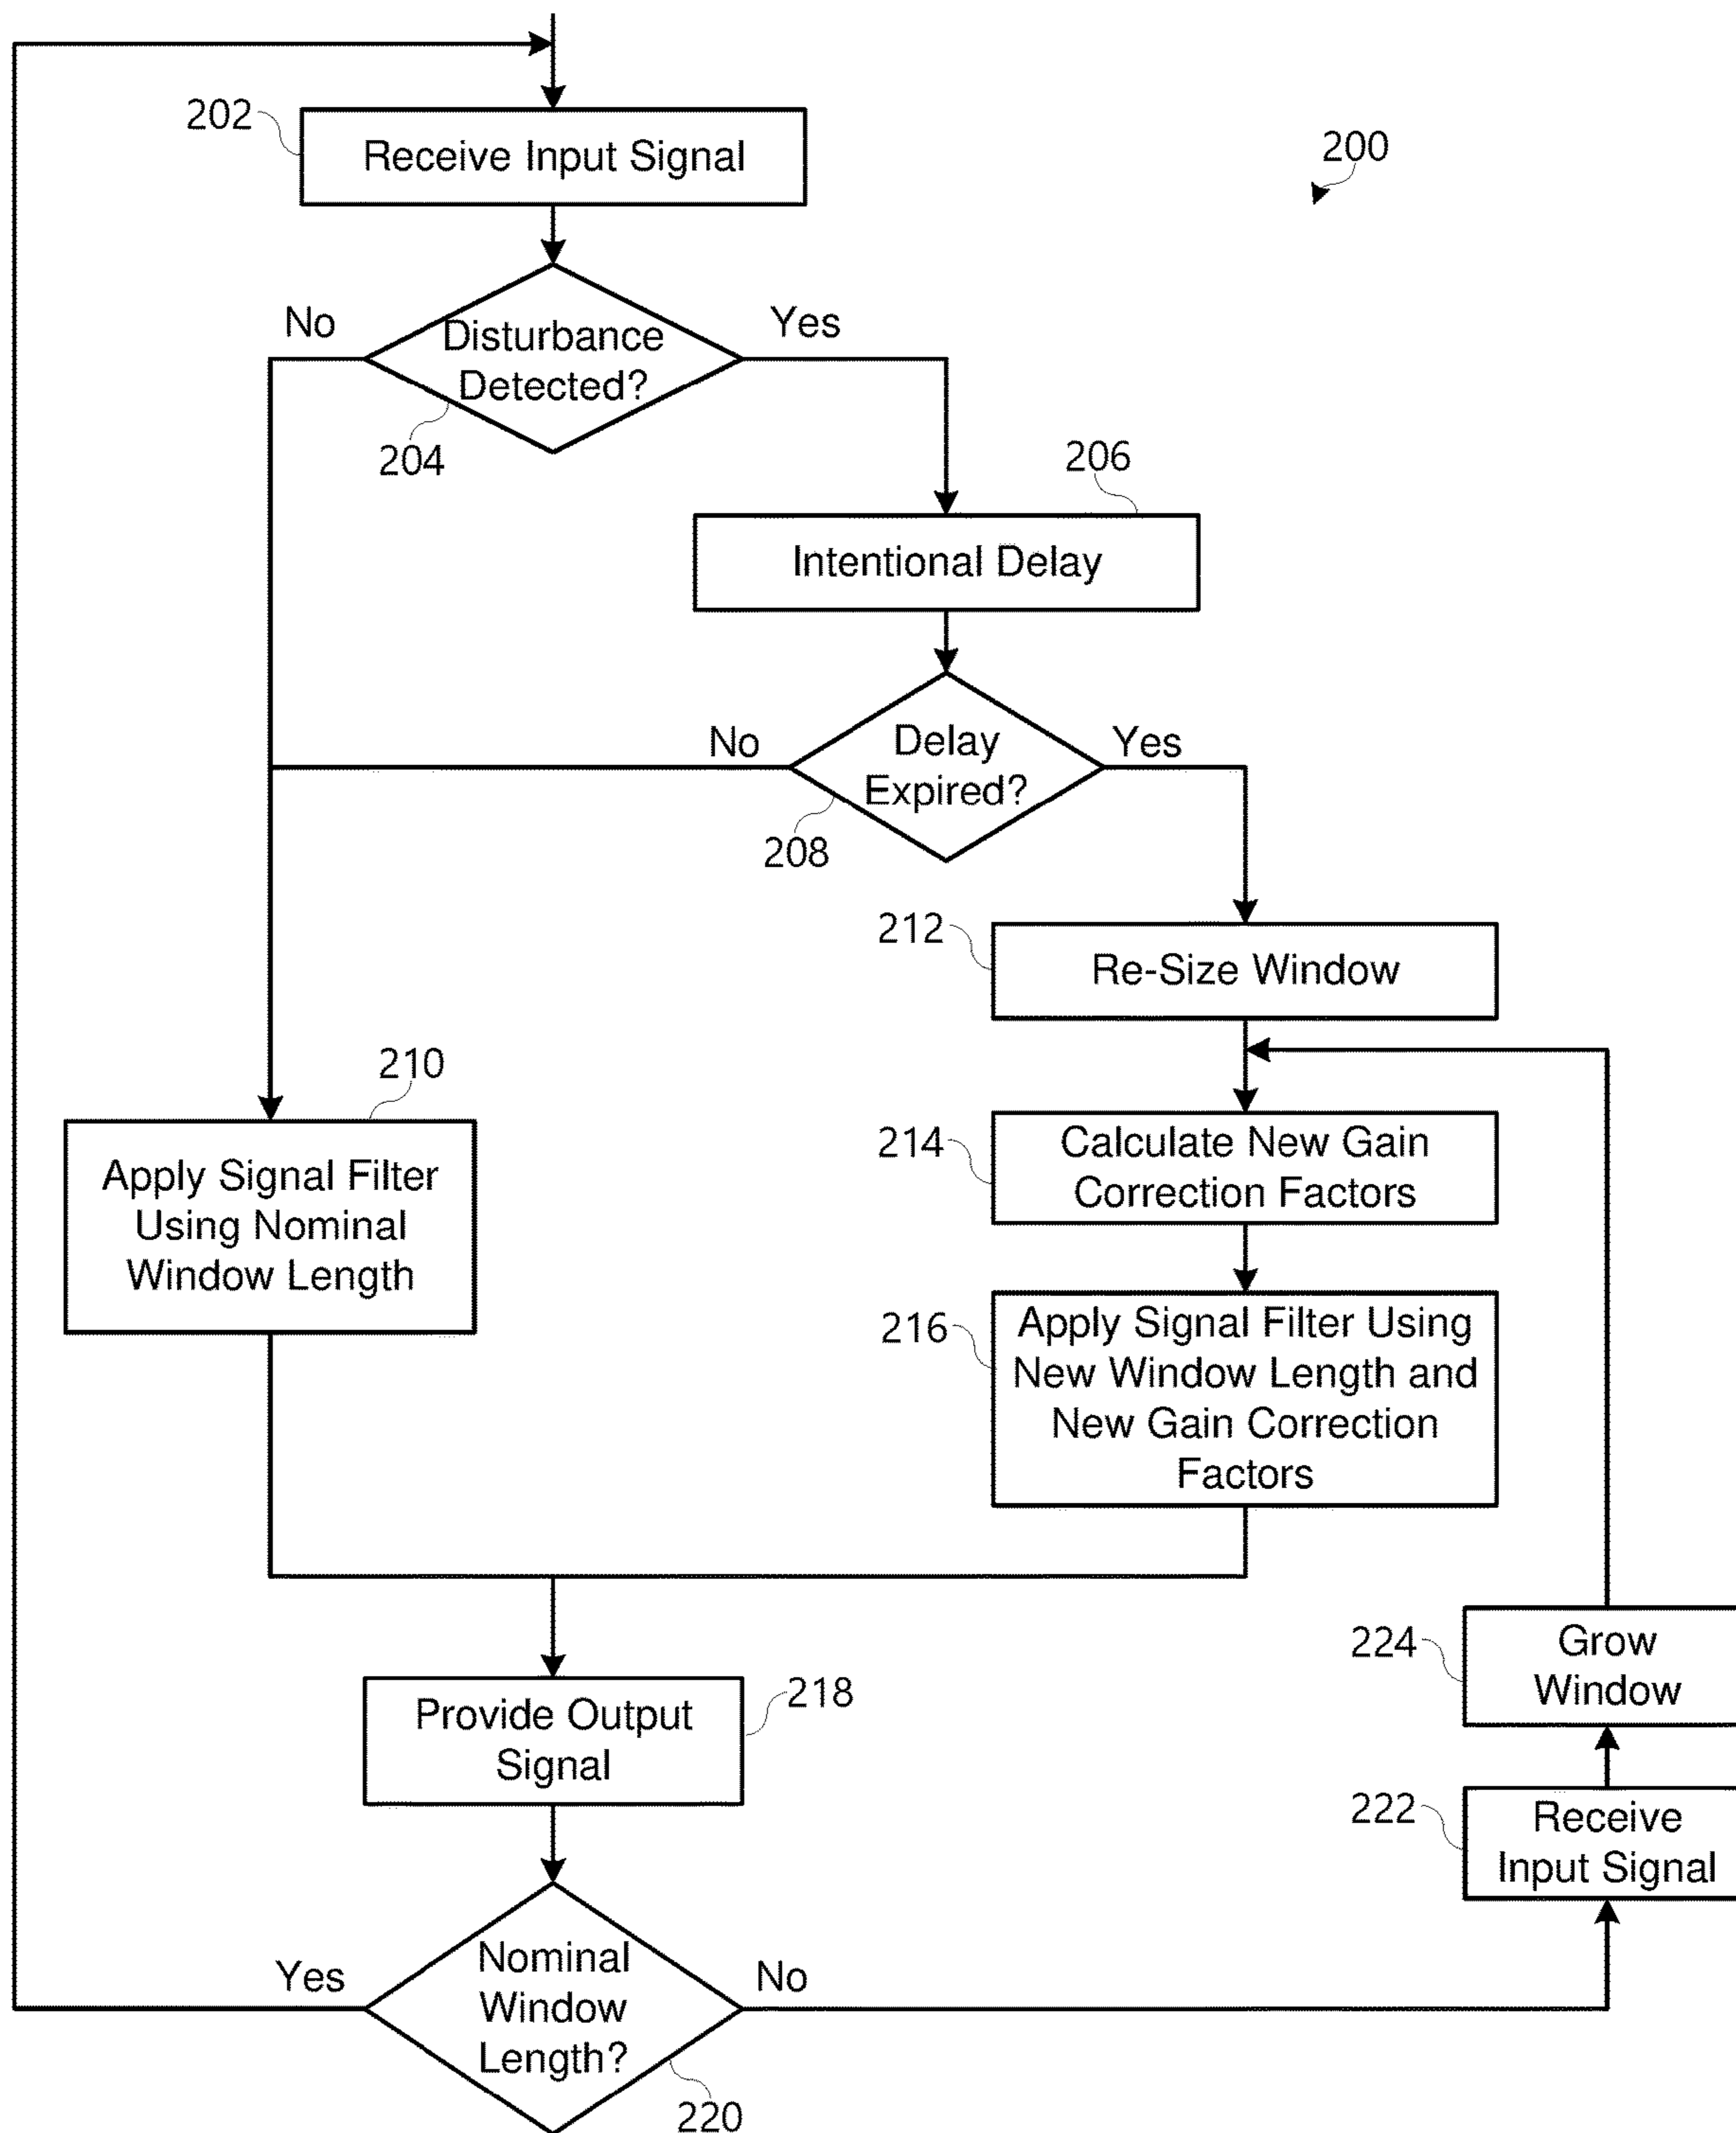 202
Receive Input Signal
200
No
Disturbance
Detected?
Yes
204
206
Intentional Delay
No
Delay
Expired?
Yes
208
212
Re-Size Window
210
Apply Signal Filter
Using Nominal
Window Length
214
Calculate New Gain
Correction Factors
216
Apply Signal Filter Using
New Window Length and
New Gain Correction
Factors
218
Provide Output
Signal
224
Grow
Window
222
Receive
Input Signal
Yes
Nominal
Window
Length?
No
220